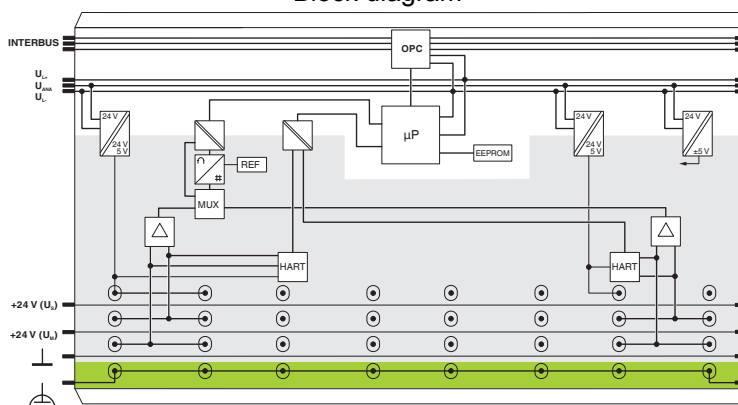 Block diagram
INTERBUS
OPC
UL+
UANA
UL-
24 V
24 V
5 V
µP
24 V
24 V
5 V
24 V
±5 V
EEPROM
REF
#
MUX
HART
HART
+24 V (US)
+24 V (UM)